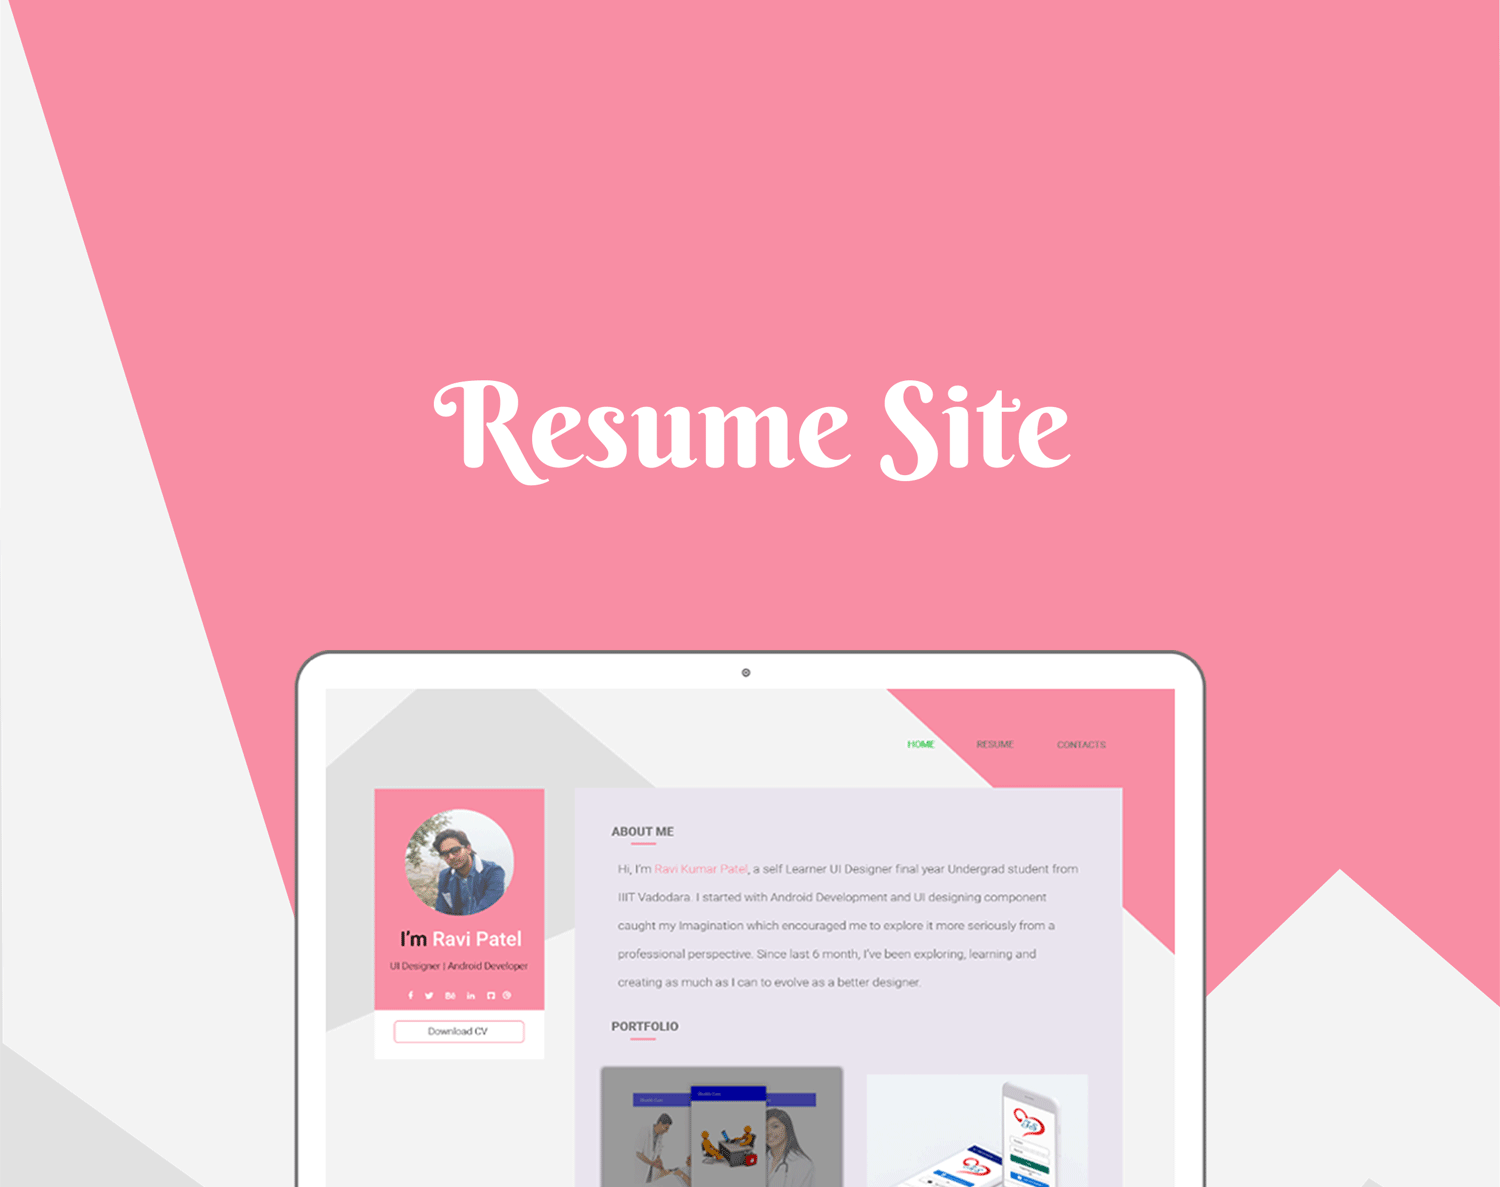 Resume Site
HOME RESUME CONTACTS
I'm Ravi Patel
UI Designer | Android Developer
Download CV
ABOUT ME
Hi, I'm Ravi Kumar Patel, a self Learner UI Designer final year Undergrad student from
IIIT Vadodara. I started with Android Development and UI designing component
caught my Imagination which encouraged me to explore it more seriously from a
professional perspective. Since last 6 month, I've been exploring, learning and
creating as much as I can to evolve as a better designer.
PORTFOLIO